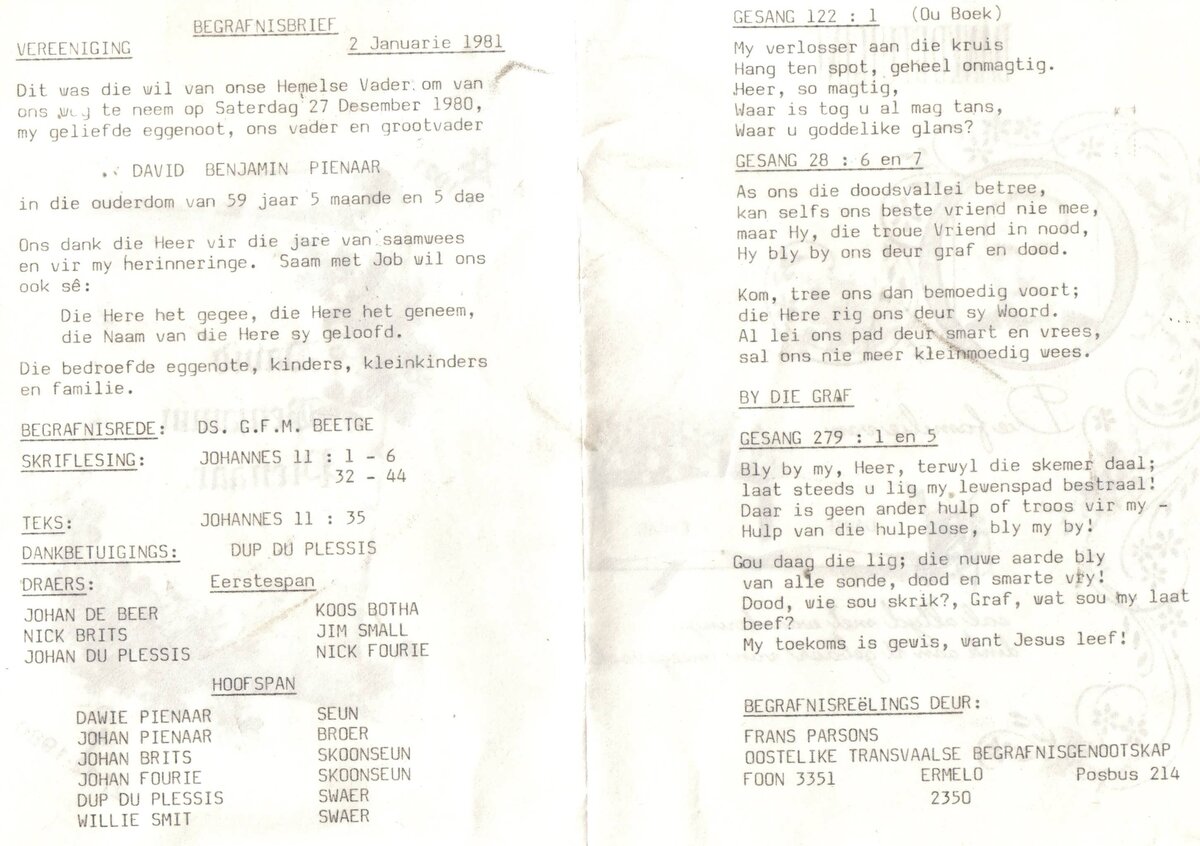 BEGRAFNISBRIEF
VEREENIGING 2 Januarie 1981
Dit was die wil van onse Hemelse Vader om van
ons weg te neem op Saterdag 27 Desember 1980,
my geliefde eggenoot, ons vader en grootvader
DAVID BENJAMIN PIENAAR
in die ouderdom van 59 jaar 5 maande en 5 dae
Ons dank die Heer vir die jare van saamwees
en vir my herinneringe. Saam met Job wil ons
ook sê:
Die Here het gegee, die Here het geneem,
die Naam van die Here sy geloofd.
Die bedroefde eggenote, kinders, kleinkinders
en familie.
BEGRAFNISREDE: DS. G.F.M. BEETGE
SKRIFLESING: JOHANNES 11 : 1 - 6
32 - 44
TEKS: JOHANNES 11 : 35
DANKBETUIGINGS: DUP DU PLESSIS
DRAERS: Eerstespan
JOHAN DE BEER KOOS BOTHA
NICK BRITS JIM SMALL
JOHAN DU PLESSIS NICK FOURIE
HOOFSPAN
DAWIE PIENAAR SEUN
JOHAN PIENAAR BROER
JOHAN BRITS SKOONSEUN
JOHAN FOURIE SKOONSEUN
DUP DU PLESSIS SWAER
WILLIE SMIT SWAER
GESANG 122 : 1 (Ou Boek)
My verlosser aan die kruis
Hang ten spot, geheel onmagtig.
Heer, so magtig,
Waar is tog u al mag tans,
Waar u goddelike glans?
GESANG 28 : 6 en 7
As ons die doodsvallei betree,
kan selfs ons beste vriend nie mee,
maar Hy, die troue Vriend in nood,
Hy bly by ons deur graf en dood.
Kom, tree ons dan bemoedig voort;
die Here rig ons deur sy Woord.
Al lei ons pad deur smart en vrees,
sal ons nie meer kleinmoedig wees.
BY DIE GRAF
GESANG 279 : 1 en 5
Bly by my, Heer, terwyl die skemer daal;
laat steeds u lig my lewenspad bestraal!
Daar is geen ander hulp of troos vir my -
Hulp van die hulpelose, bly my by!
Gou daag die lig; die nuwe aarde bly
van alle sonde, dood en smarte vry!
Dood, wie sou skrik?, Graf, wat sou my laat
beef?
My toekoms is gewis, want Jesus leef!
BEGRAFNISREëLINGS DEUR:
FRANS PARSONS
OOSTELIKE TRANSVAALSE BEGRAFNISGENOOTSKAP
FOON 3351 ERMELO Posbus 214
2350